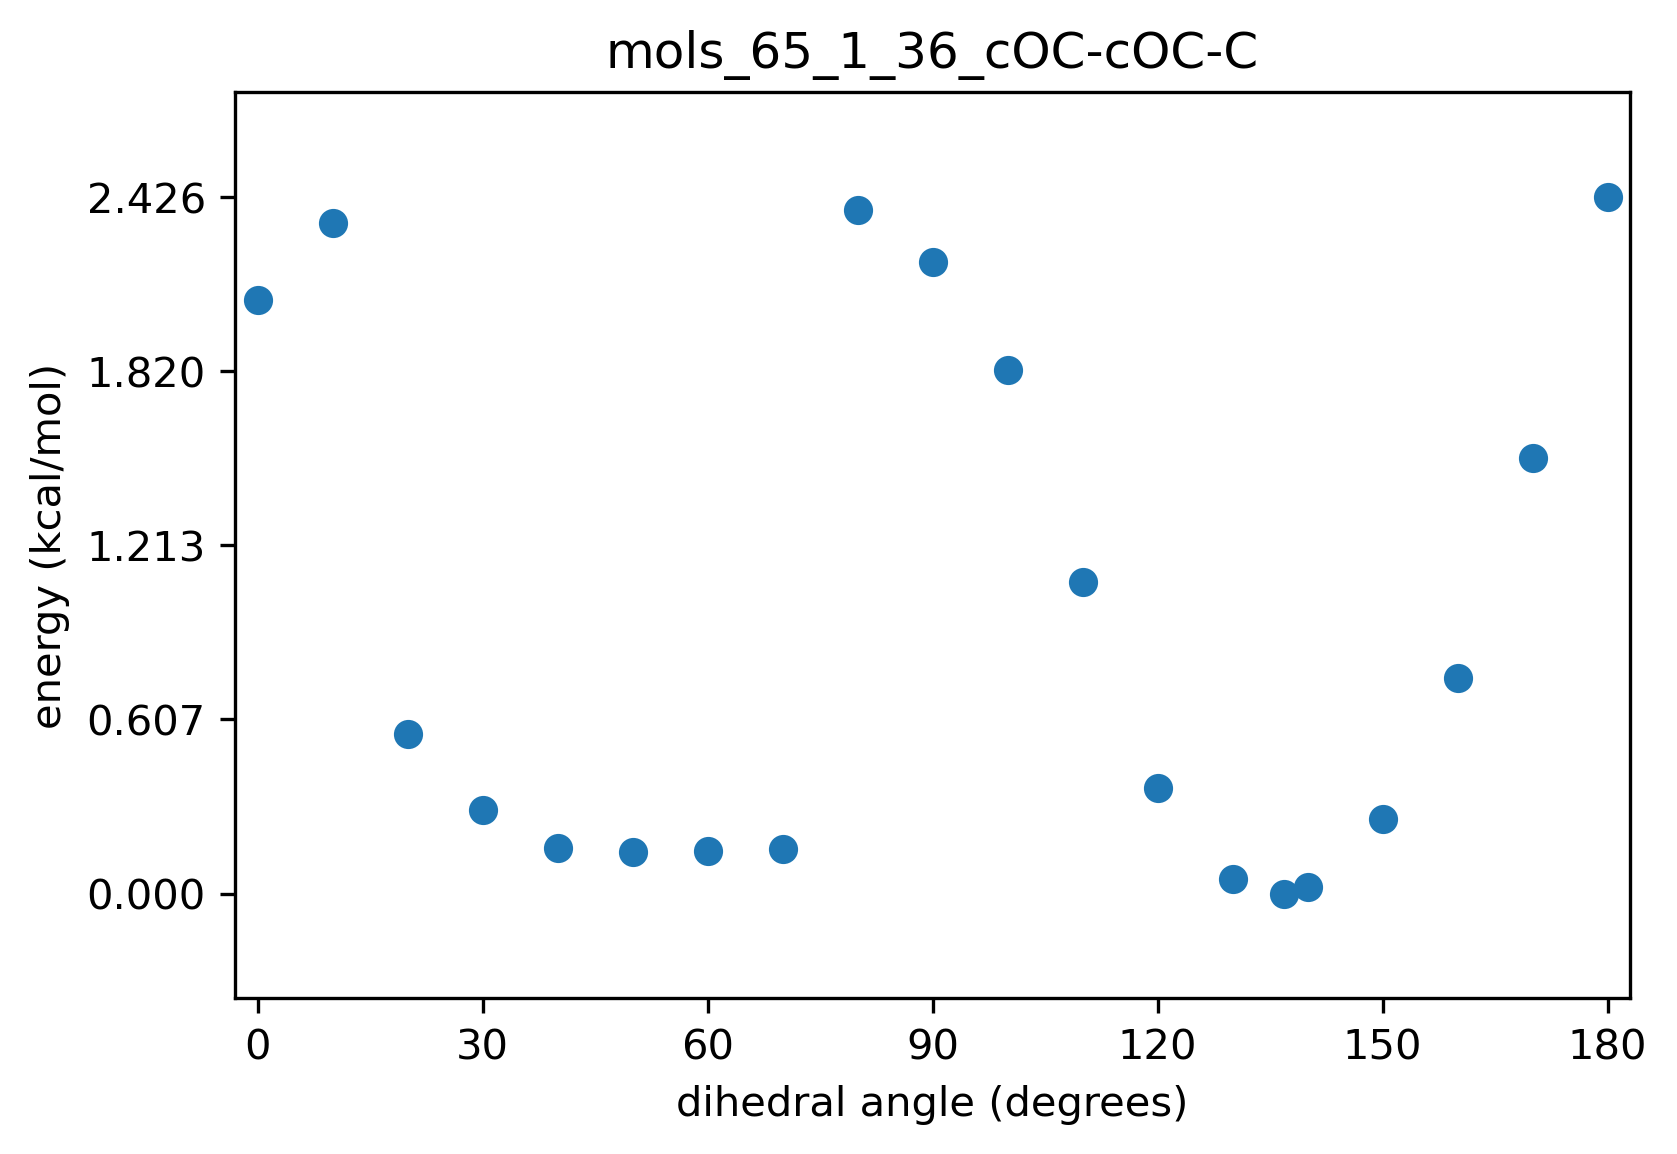 mols_65_1_36_cOC-cOC-C
energy (kcal/mol)
2.426
1.820
1.213
0.607
0.000
0 30 60 90 120 150 180
dihedral angle (degrees)